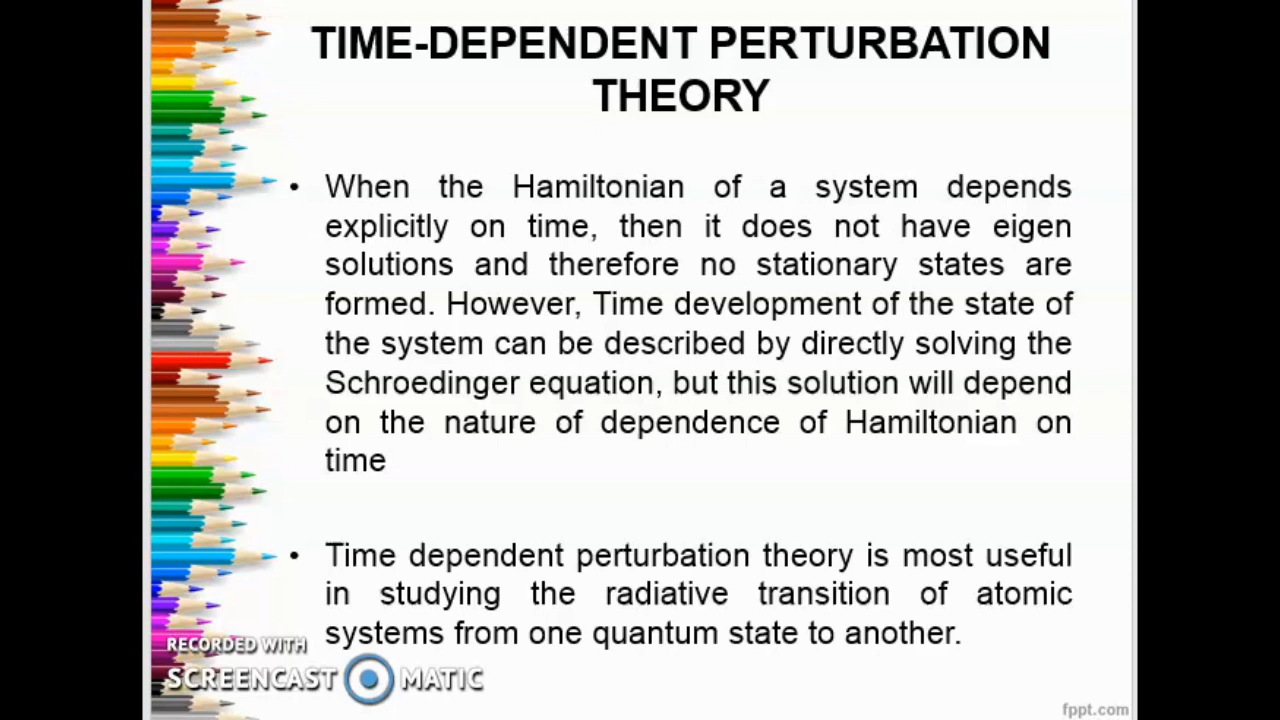 TIME-DEPENDENT PERTURBATION
THEORY
• When the Hamiltonian of a system depends
explicitly on time, then it does not have eigen
solutions and therefore no stationary states are
formed. However, Time development of the state of
the system can be described by directly solving the
Schroedinger equation, but this solution will depend
on the nature of dependence of Hamiltonian on
time
• Time dependent perturbation theory is most useful
in studying the radiative transition of atomic
systems from one quantum state to another.
RECORDED WITH
SCREENCAST MATIC
fppt.com